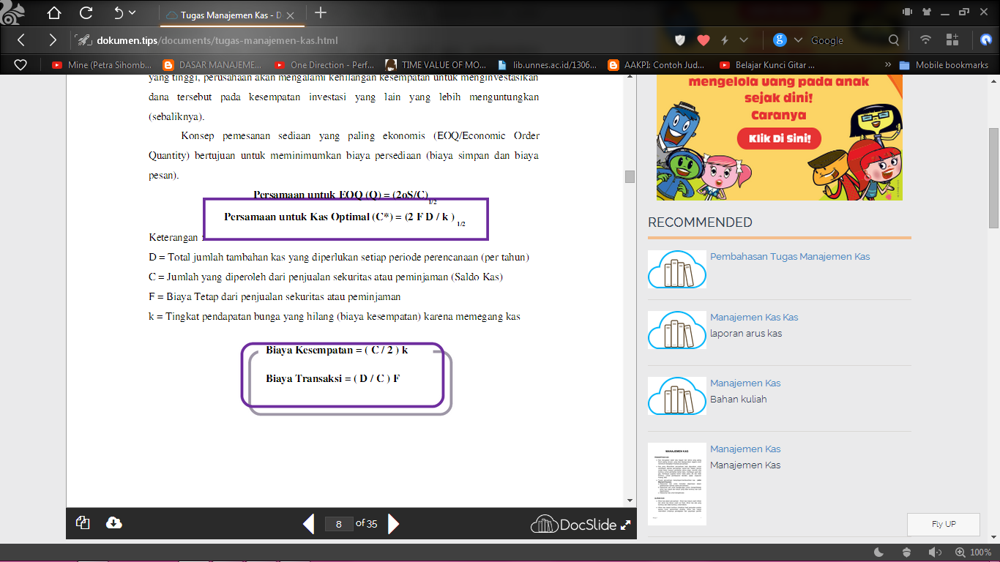 Tugas Manajemen Kas - D
dokumen.tips/documents/tugas-manajemen-kas.html
Google
Mine (Petra Sihomb...
DASAR MANAJEME...
One Direction - Perf...
TIME VALUE OF MO...
lib.unnes.ac.id/1306...
AAKPI: Contoh Jud...
Belajar Kunci Gitar ...
»
Mobile bookmarks
yang tinggi, perusahaan akan mengalami kehilangan kesempatan untuk menginvestasikan
dana tersebut pada kesempatan investasi yang lain yang lebih menguntungkan
(sebaliknya).
Konsep pemesanan sediaan yang paling ekonomis (EOQ/Economic Order
Quantity) bertujuan untuk meminimumkan biaya persediaan (biaya simpan dan biaya
pesan).
Persamaan untuk EOQ (Q) = (2oS/C) 1/2
Persamaan untuk Kas Optimal (C*) = (2 F D / k ) 1/2
Keterangan :
D = Total jumlah tambahan kas yang diperlukan setiap periode perencanaan (per tahun)
C = Jumlah yang diperoleh dari penjualan sekuritas atau peminjaman (Saldo Kas)
F = Biaya Tetap dari penjualan sekuritas atau peminjaman
k = Tingkat pendapatan bunga yang hilang (biaya kesempatan) karena memegang kas
Biaya Kesempatan = ( C / 2 ) k
Biaya Transaksi = ( D / C ) F
8 of 35
DocSlide
mengelola uang pada anak
sejak dini!
Caranya
Klik Di Sini!
RECOMMENDED
Pembahasan Tugas Manajemen Kas
Manajemen Kas Kas
laporan arus kas
Manajemen Kas
Bahan kuliah
Manajemen Kas
Manajemen Kas
MANAJEMEN KAS
Fly UP
100%